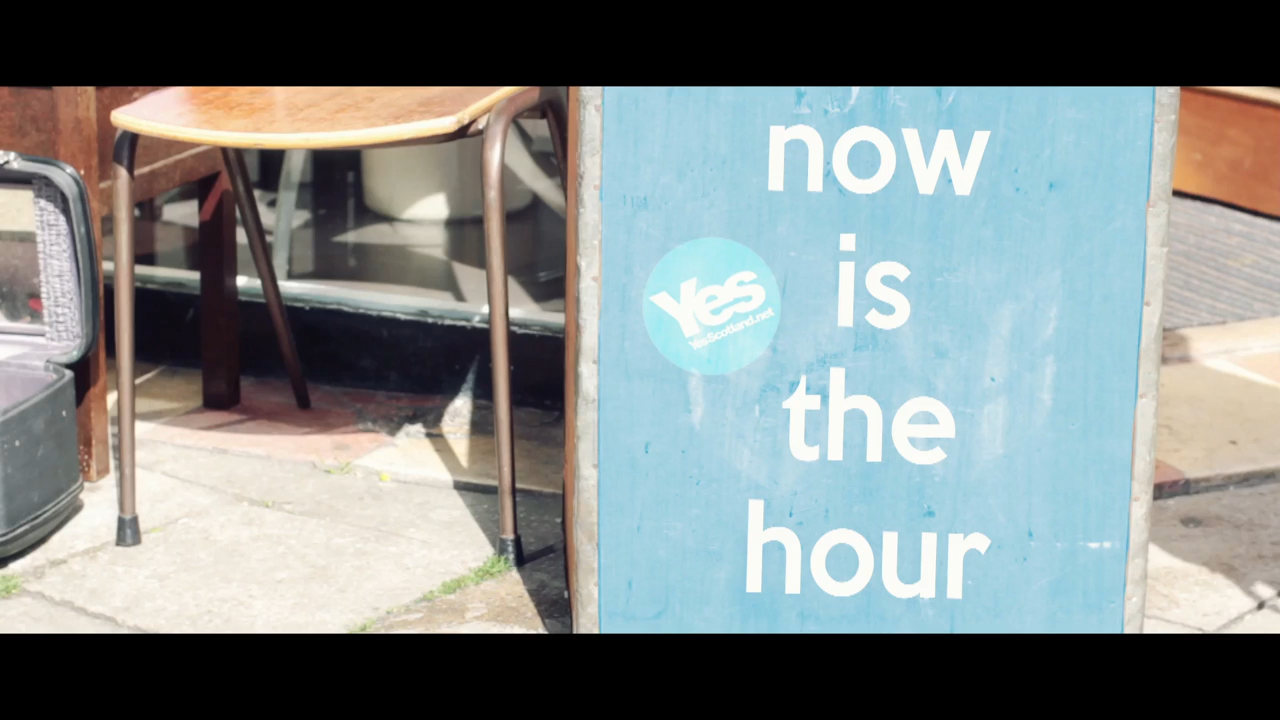 now
is
the
hour
Yes
YesScotland.net